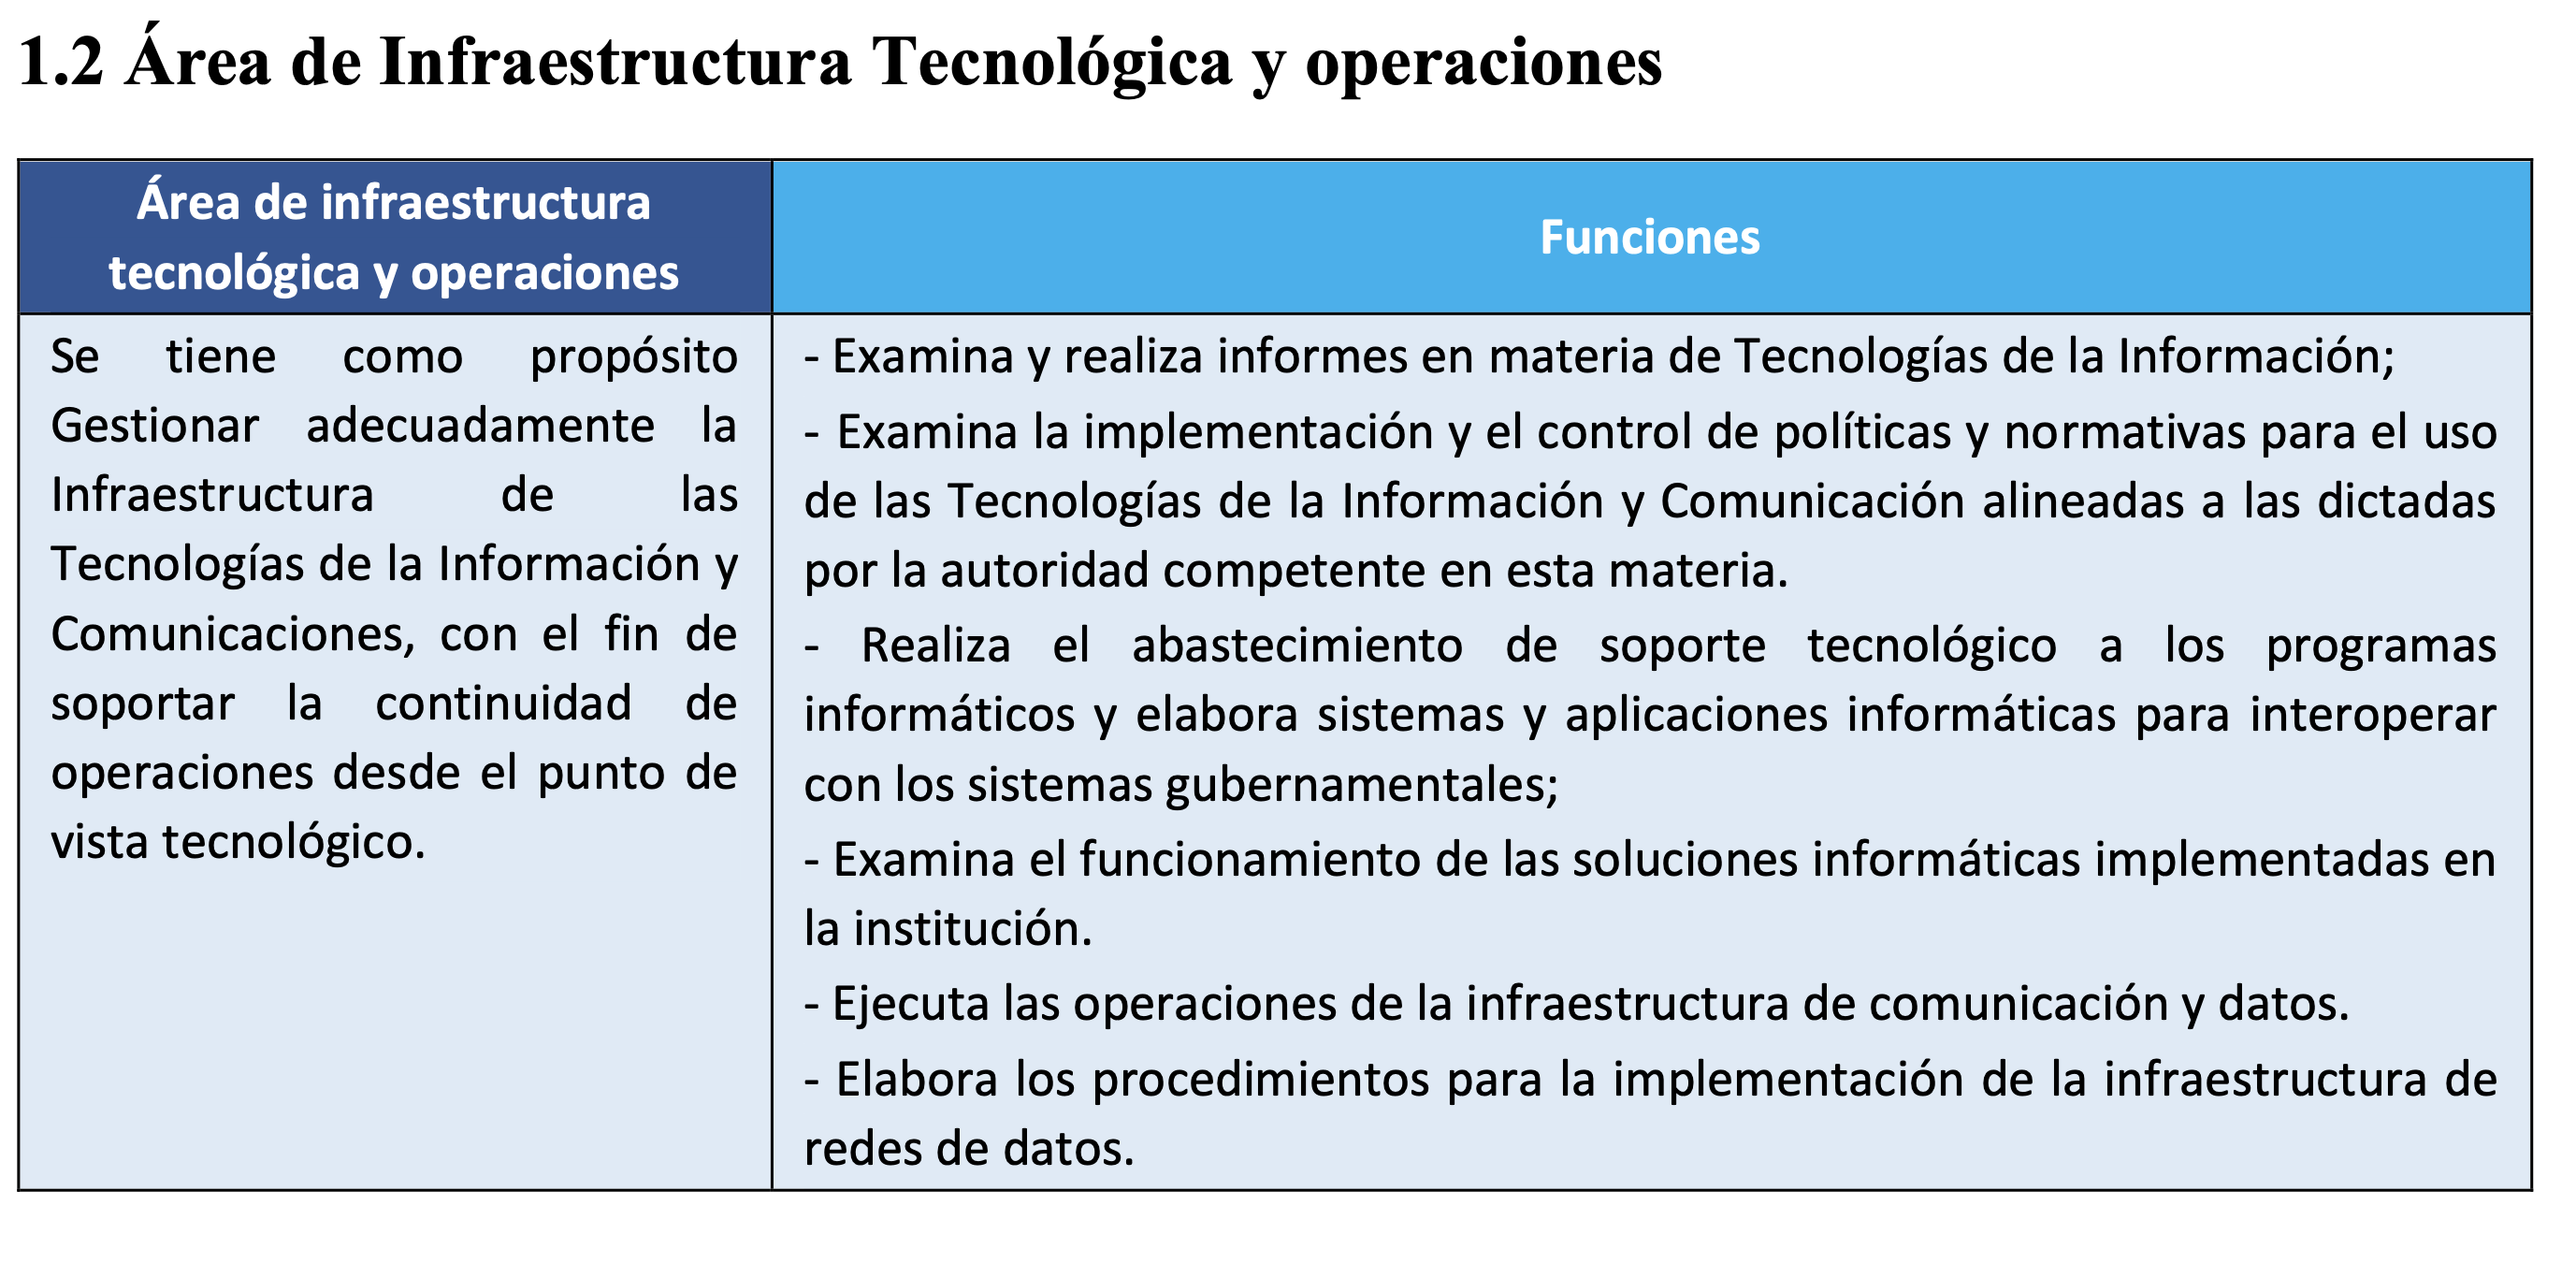 1.2 Área de Infraestructura Tecnológica y operaciones
Área de infraestructura
tecnológica y operaciones
Funciones
Se tiene como propósito
Gestionar adecuadamente la
Infraestructura de las
Tecnologías de la Información y
Comunicaciones, con el fin de
soportar la continuidad de
operaciones desde el punto de
vista tecnológico.
- Examina y realiza informes en materia de Tecnologías de la Información;
- Examina la implementación y el control de políticas y normativas para el uso
de las Tecnologías de la Información y Comunicación alineadas a las dictadas
por la autoridad competente en esta materia.
- Realiza el abastecimiento de soporte tecnológico a los programas
informáticos y elabora sistemas y aplicaciones informáticas para interoperar
con los sistemas gubernamentales;
- Examina el funcionamiento de las soluciones informáticas implementadas en
la institución.
- Ejecuta las operaciones de la infraestructura de comunicación y datos.
- Elabora los procedimientos para la implementación de la infraestructura de
redes de datos.